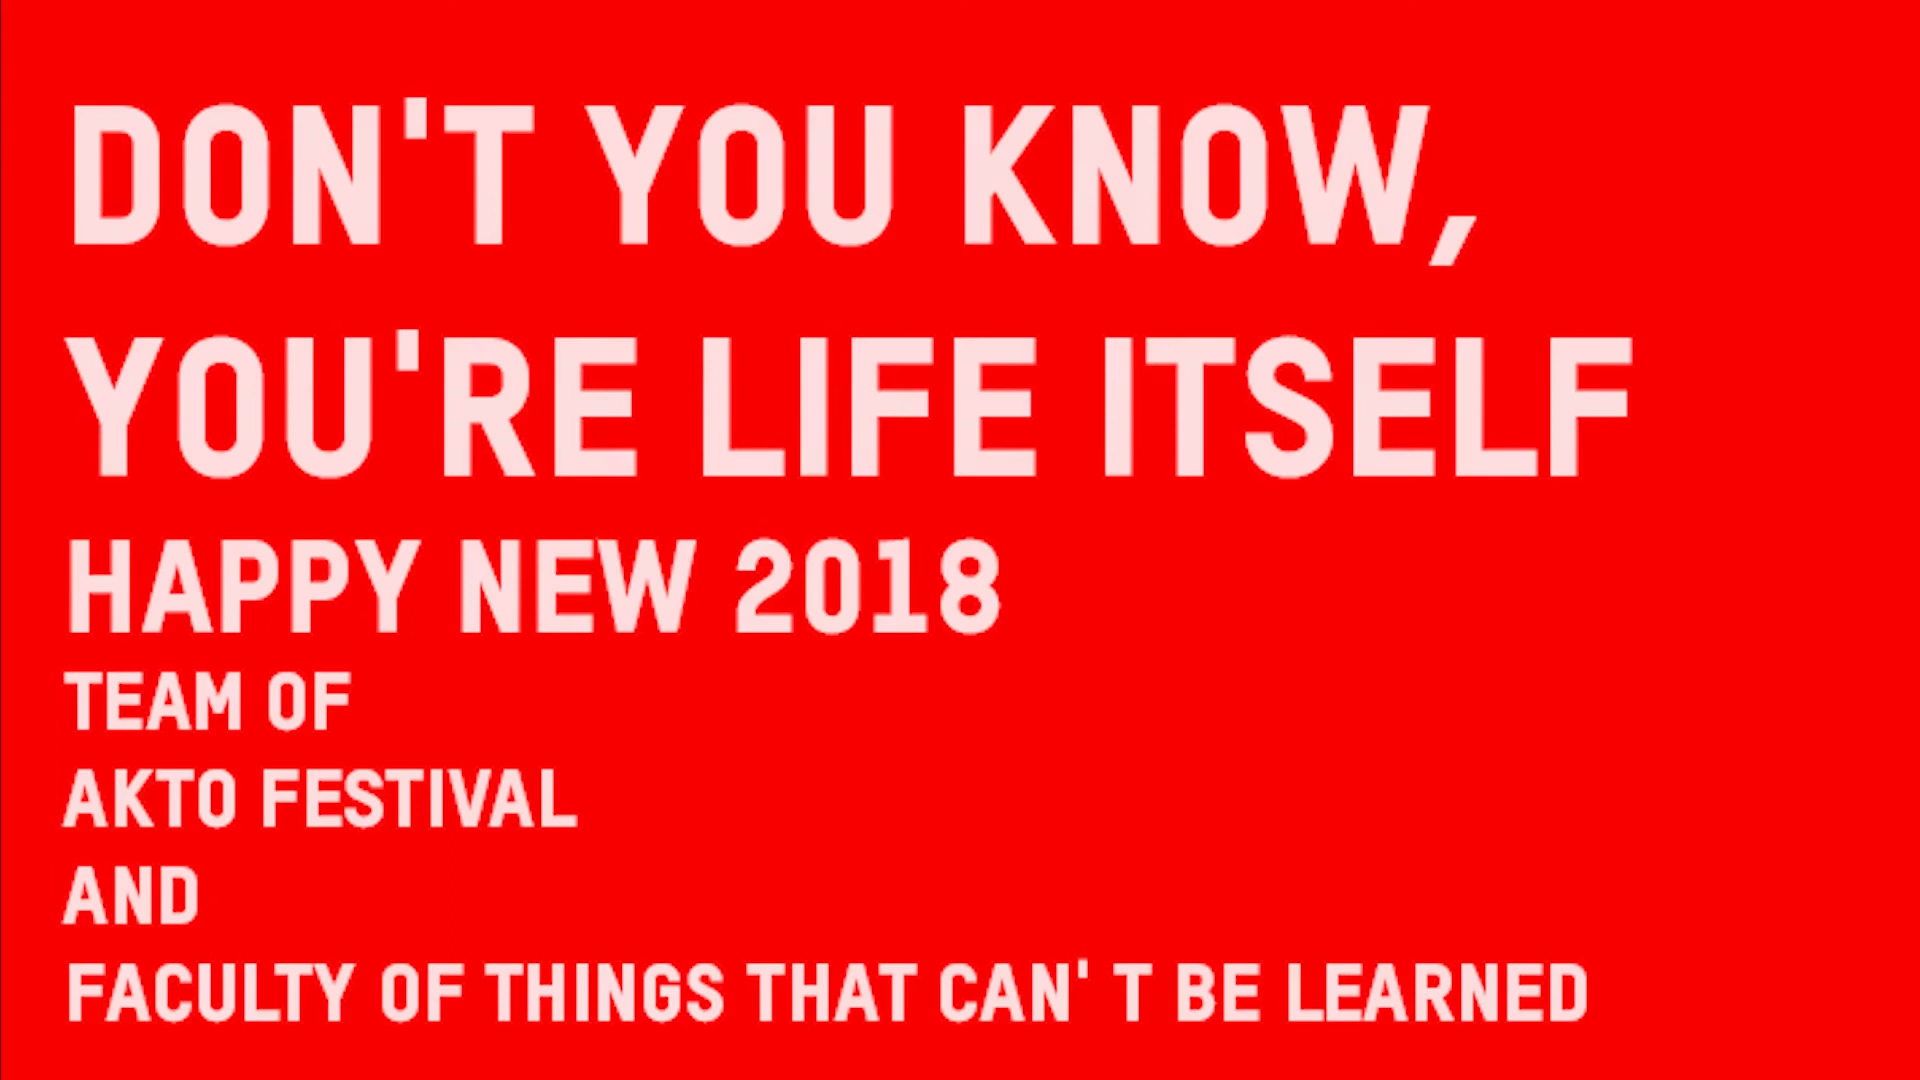 DON'T YOU KNOW,
YOU'RE LIFE ITSELF
HAPPY NEW 2018
TEAM OF
AKTO FESTIVAL
AND
FACULTY OF THINGS THAT CAN' T BE LEARNED